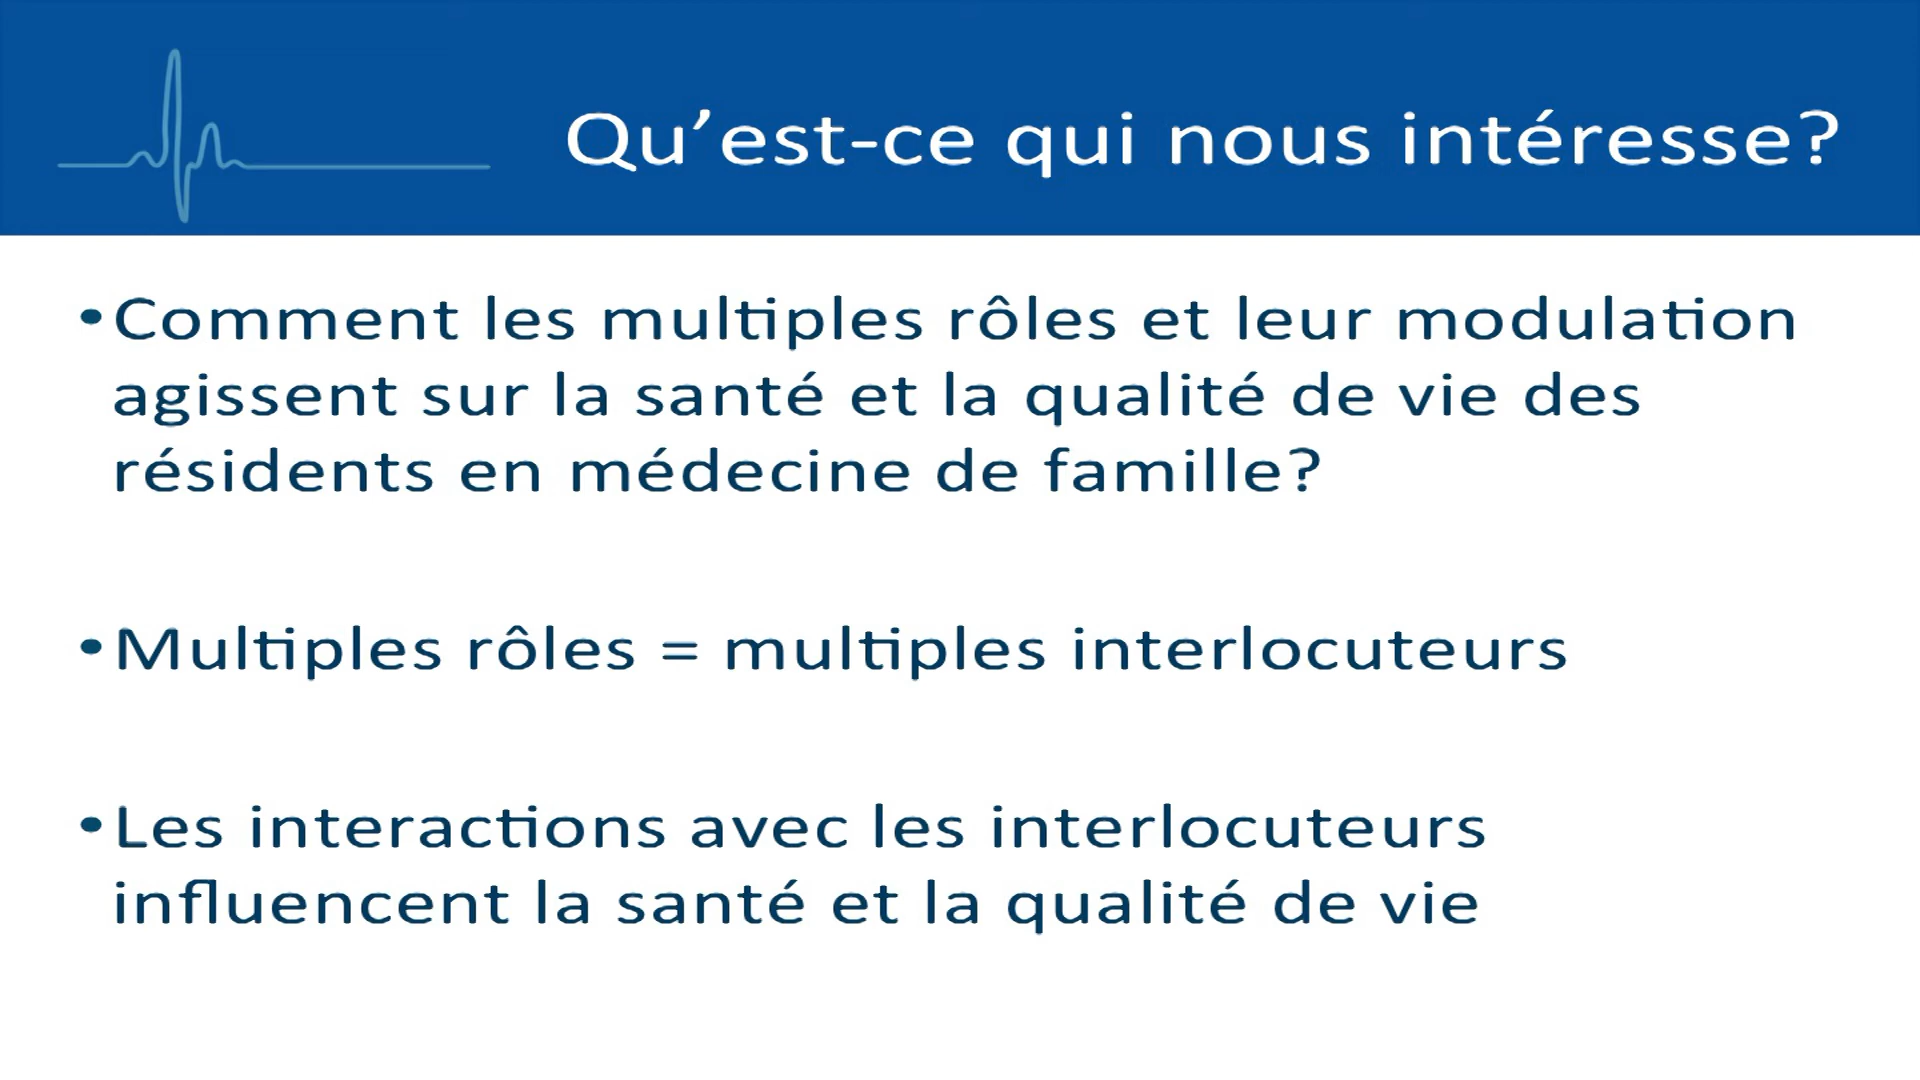 Qu’est-ce qui nous intéresse?
• Comment les multiples rôles et leur modulation
agissent sur la santé et la qualité de vie des
résidents en médecine de famille?
• Multiples rôles = multiples interlocuteurs
• Les interactions avec les interlocuteurs
influencent la santé et la qualité de vie